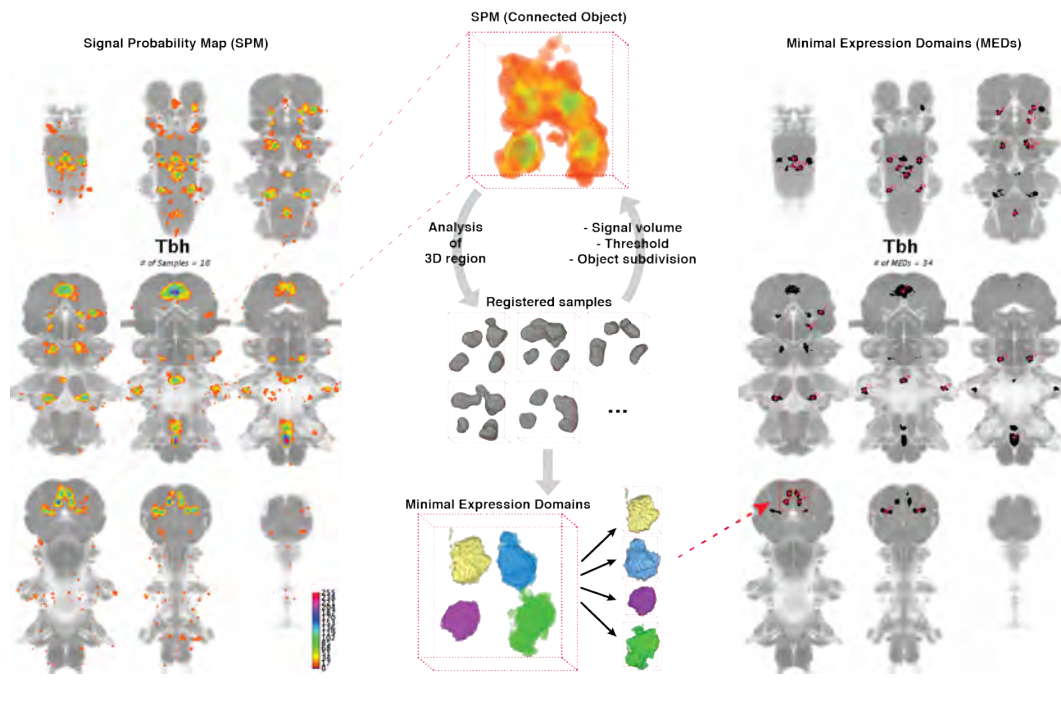 SPM (Connected Object)
Signal Probability Map (SPM)
Minimal Expression Domains (MEDs)
Analysis
of
3D region
- Signal volume
- Threshold
- Object subdivision
Tbh
# of Samples = 16
Tbh
# of MEDs = 34
Registered samples
...
Minimal Expression Domains